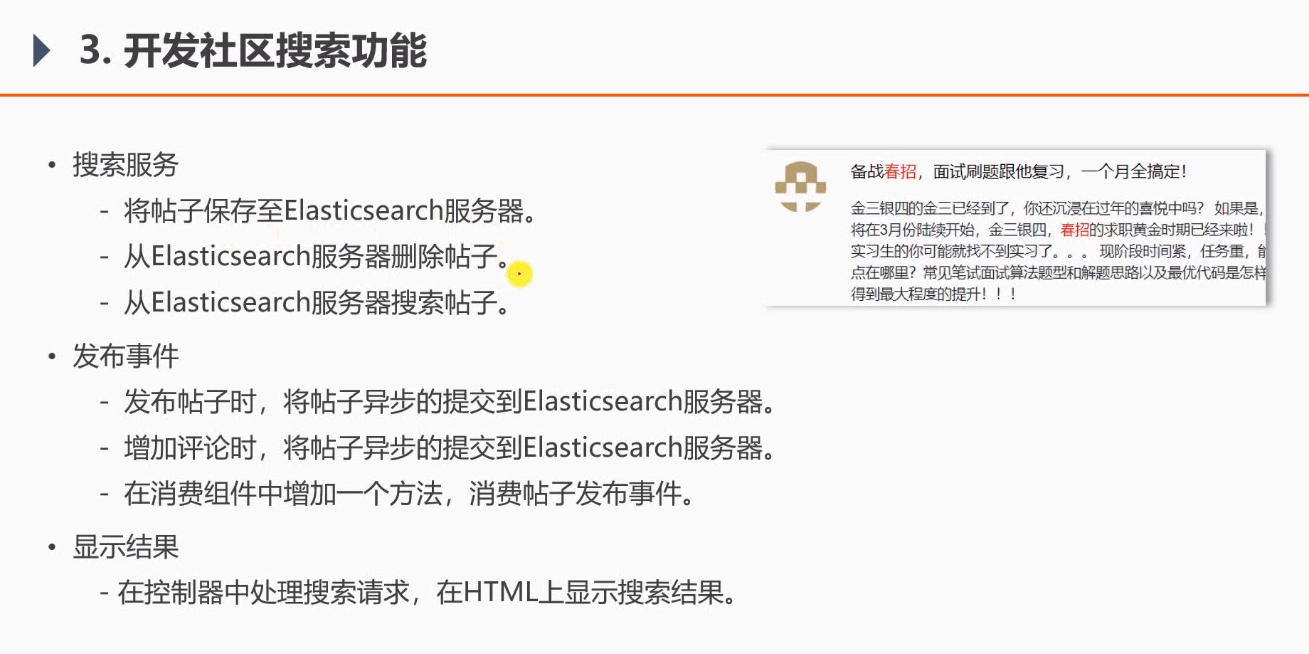 3. 开发社区搜索功能
• 搜索服务
- 将帖子保存至Elasticsearch服务器。
- 从Elasticsearch服务器删除帖子。
- 从Elasticsearch服务器搜索帖子。
• 发布事件
- 发布帖子时，将帖子异步的提交到Elasticsearch服务器。
- 增加评论时，将帖子异步的提交到Elasticsearch服务器。
- 在消费组件中增加一个方法，消费帖子发布事件。
• 显示结果
- 在控制器中处理搜索请求，在HTML上显示搜索结果。
备战春招，面试刷题跟他复习，一个月全搞定！
金三银四的金三已经到了，你还沉浸在过年的喜悦中吗？ 如果是，
将在3月份陆续开始，金三银四，春招的求职黄金时期已经来啦！！
实习生的你可能就找不到实习了。。。 现阶段时间紧，任务重，能
点在哪里？常见笔试面试算法题型和解题思路以及最优代码是怎样
得到最大程度的提升！！！